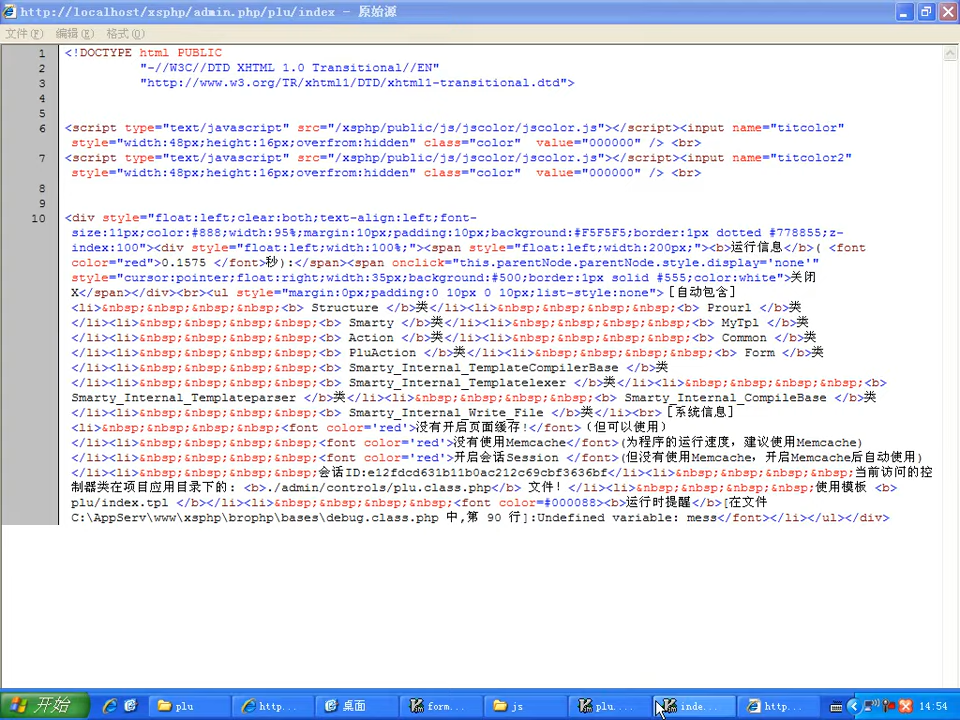 http://localhost/xsphp/admin.php/plu/index - 原始源
文件(F) 编辑(E) 格式(O)
1 <!DOCTYPE html PUBLIC
2 "-//W3C//DTD XHTML 1.0 Transitional//EN"
3 "http://www.w3.org/TR/xhtml1/DTD/xhtml1-transitional.dtd">
4
5
6 <script type="text/javascript" src="/xsphp/public/js/jscolor/jscolor.js"></script><input name="titcolor"
style="width:48px;height:16px;overfrom:hidden" class="color"  value="000000" /> <br>
7 <script type="text/javascript" src="/xsphp/public/js/jscolor/jscolor.js"></script><input name="titcolor2"
style="width:48px;height:16px;overfrom:hidden" class="color"  value="000000" /> <br>
8
9
10 <div style="float:left;clear:both;text-align:left;font-
size:11px;color:#888;width:95%;margin:10px;padding:10px;background:#F5F5F5;border:1px dotted #778855;z-
index:100"><div style="float:left;width:100%;"><span style="float:left;width:200px;"><b>运行信息</b>( <font
color="red">0.1575 </font>秒):</span><span onclick="this.parentNode.parentNode.style.display='none'"
style="cursor:pointer;float:right;width:35px;background:#500;border:1px solid #555;color:white">关闭
X</span></div><br><ul style="margin:0px;padding:0 10px 0 10px;list-style:none">［自动包含］
<li>&nbsp;&nbsp;&nbsp;&nbsp;<b> Structure </b>类</li><li>&nbsp;&nbsp;&nbsp;&nbsp;<b> Prourl </b>类
</li><li>&nbsp;&nbsp;&nbsp;&nbsp;<b> Smarty </b>类</li><li>&nbsp;&nbsp;&nbsp;&nbsp;<b> MyTpl </b>类
</li><li>&nbsp;&nbsp;&nbsp;&nbsp;<b> Action </b>类</li><li>&nbsp;&nbsp;&nbsp;&nbsp;<b> Common </b>类
</li><li>&nbsp;&nbsp;&nbsp;&nbsp;<b> PluAction </b>类</li><li>&nbsp;&nbsp;&nbsp;&nbsp;<b> Form </b>类
</li><li>&nbsp;&nbsp;&nbsp;&nbsp;<b> Smarty_Internal_TemplateCompilerBase </b>类
</li><li>&nbsp;&nbsp;&nbsp;&nbsp;<b> Smarty_Internal_Templatelexer </b>类</li><li>&nbsp;&nbsp;&nbsp;&nbsp;<b>
Smarty_Internal_Templateparser </b>类</li><li>&nbsp;&nbsp;&nbsp;&nbsp;<b> Smarty_Internal_CompileBase </b>类
</li><li>&nbsp;&nbsp;&nbsp;&nbsp;<b> Smarty_Internal_Write_File </b>类</li><br>［系统信息］
<li>&nbsp;&nbsp;&nbsp;&nbsp;<font color='red'>没有开启页面缓存!</font>（但可以使用）
</li><li>&nbsp;&nbsp;&nbsp;&nbsp;<font color='red'>没有使用Memcache</font>(为程序的运行速度，建议使用Memcache)
</li><li>&nbsp;&nbsp;&nbsp;&nbsp;<font color='red'>开启会话Session </font>(但没有使用Memcache，开启Memcache后自动使用)
</li><li>&nbsp;&nbsp;&nbsp;&nbsp;会话ID:e12fdcd631b11b0ac212c69cbf3636bf</li><li>&nbsp;&nbsp;&nbsp;&nbsp;当前访问的控
制器类在项目应用目录下的: <b>./admin/controls/plu.class.php</b> 文件！</li><li>&nbsp;&nbsp;&nbsp;&nbsp;使用模板 <b>
plu/index.tpl </b></li><li>&nbsp;&nbsp;&nbsp;&nbsp;<font color=#000088><b>运行时提醒</b>[在文件
C:\AppServ\www\xsphp\brophp\bases\debug.class.php 中,第 90 行]:Undefined variable: mess</font></li></ul></div>
开始 plu http... 桌面 form... js plu.... inde... http... 14:54